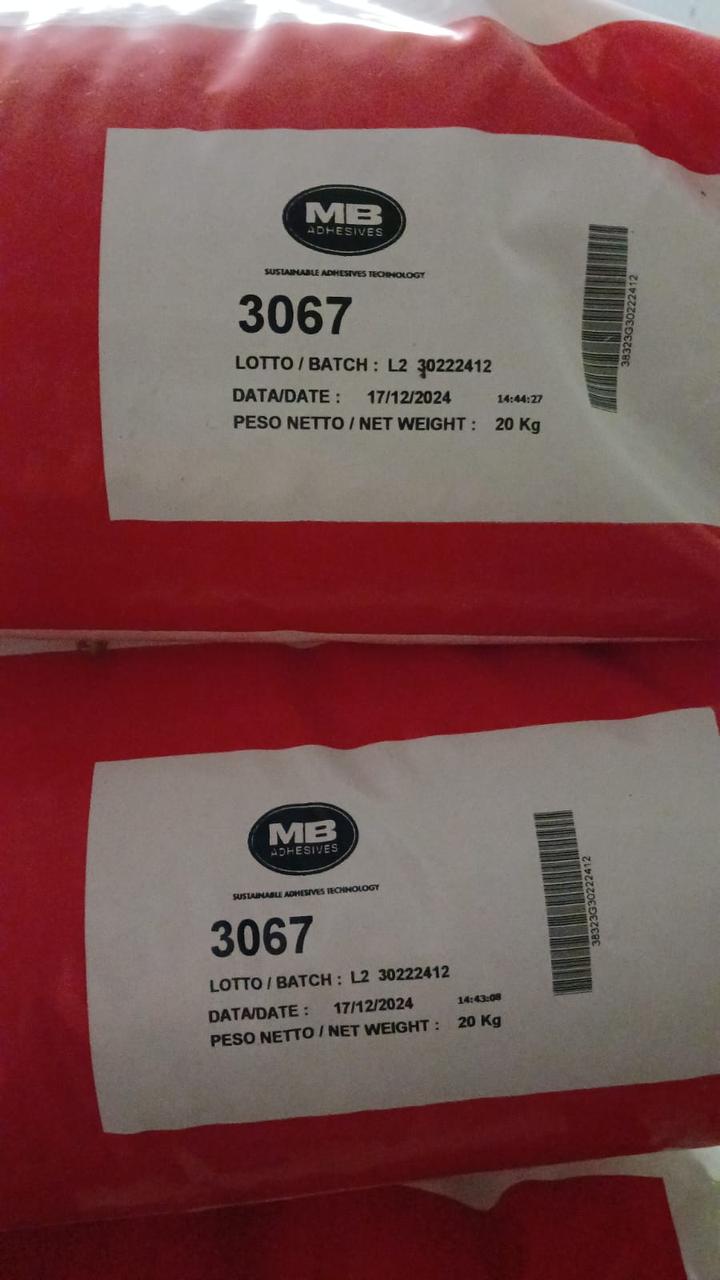 MB
ADHESIVES
SUSTAINABLE ADHESIVES TECHNOLOGY
3067
LOTTO / BATCH : L2 30222412
DATA/DATE : 17/12/2024 14:44:27
PESO NETTO / NET WEIGHT : 20 Kg
38323G30222412
MB
ADHESIVES
SUSTAINABLE ADHESIVES TECHNOLOGY
3067
LOTTO / BATCH : L2 30222412
DATA/DATE : 17/12/2024 14:43:08
PESO NETTO / NET WEIGHT : 20 Kg
38323G30222412